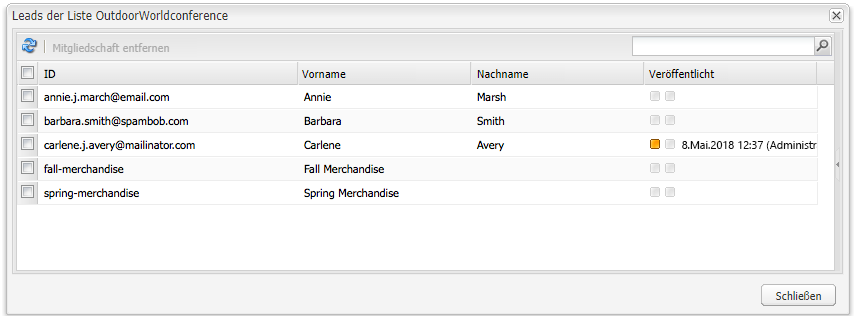 Leads der Liste OutdoorWorldconference
Mitgliedschaft entfernen
ID Vorname Nachname Veröffentlicht
annie.j.march@email.com Annie Marsh
barbara.smith@spambob.com Barbara Smith
carlene.j.avery@mailinator.com Carlene Avery 8.Mai.2018 12:37 (Administr
fall-merchandise Fall Merchandise
spring-merchandise Spring Merchandise
Schließen